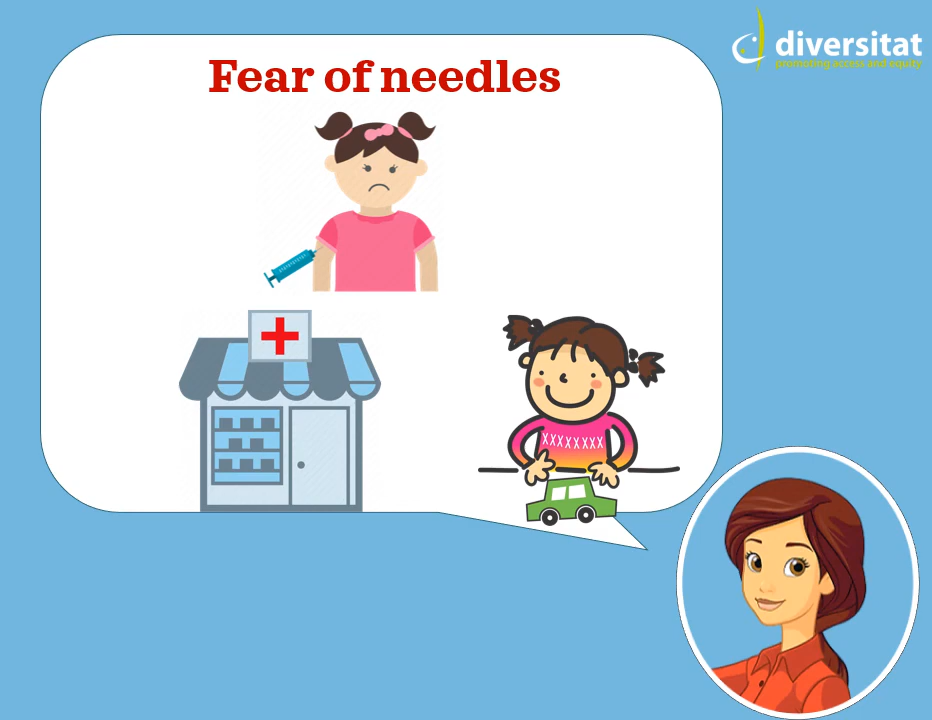 diversitat
promoting access and equity
Fear of needles
XXXXXXXX